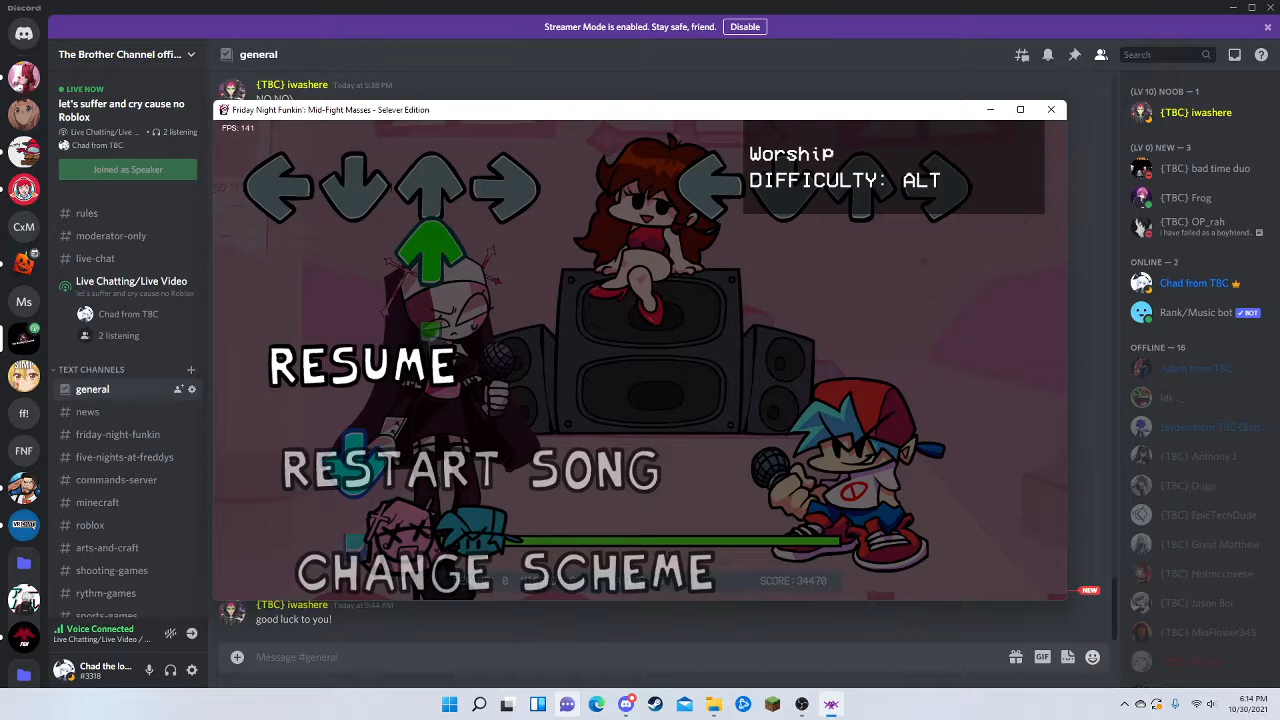 Discord
Streamer Mode is enabled. Stay safe, friend.
Disable
The Brother Channel offi...
general
Search
LIVE NOW
let's suffer and cry cause no
Roblox
Live Chatting/Live ...
2 listening
Chad from TBC
Joined as Speaker
# rules
# moderator-only
# live-chat
Live Chatting/Live Video
let's suffer and cry cause no Roblox
Chad from TBC
2 listening
TEXT CHANNELS
general
# news
# friday-night-funkin
# five-nights-at-freddys
# commands-server
# minecraft
# roblox
# arts-and-craft
# shooting-games
# rythm-games
# sports-games
Voice Connected
Live Chatting/Live Video / ...
Chad the lo...
#3318
CxM
Ms
ff!
FNF
{TBC} iwashere Today at 5:38 PM
Friday Night Funkin': Mid-Fight Masses - Selever Edition
FPS: 141
Worship
DIFFICULTY: ALT
RESUME
RESTART SONG
CHANGE SCHEME
SCORE:34470
NEW
{TBC} iwashere Today at 5:44 PM
good luck to you!
Message #general
GIF
(LV 10) NOOB — 1
{TBC} iwashere
(LV 0) NEW — 3
{TBC} bad time duo
{TBC} Frog
{TBC} OP_rah
I have failed as a boyfriend..
ONLINE — 2
Chad from TBC
Rank/Music bot
BOT
OFFLINE — 16
Adam from TBC
Idk ._.
{TBC} Anthony J
{TBC} Dugg
{TBC} EpicTechDude
{TBC} Great Matthew
{TBC} Hotmccheese
{TBC} Jason Boi
{TBC} MiaFlower345
6:14 PM
10/30/2021